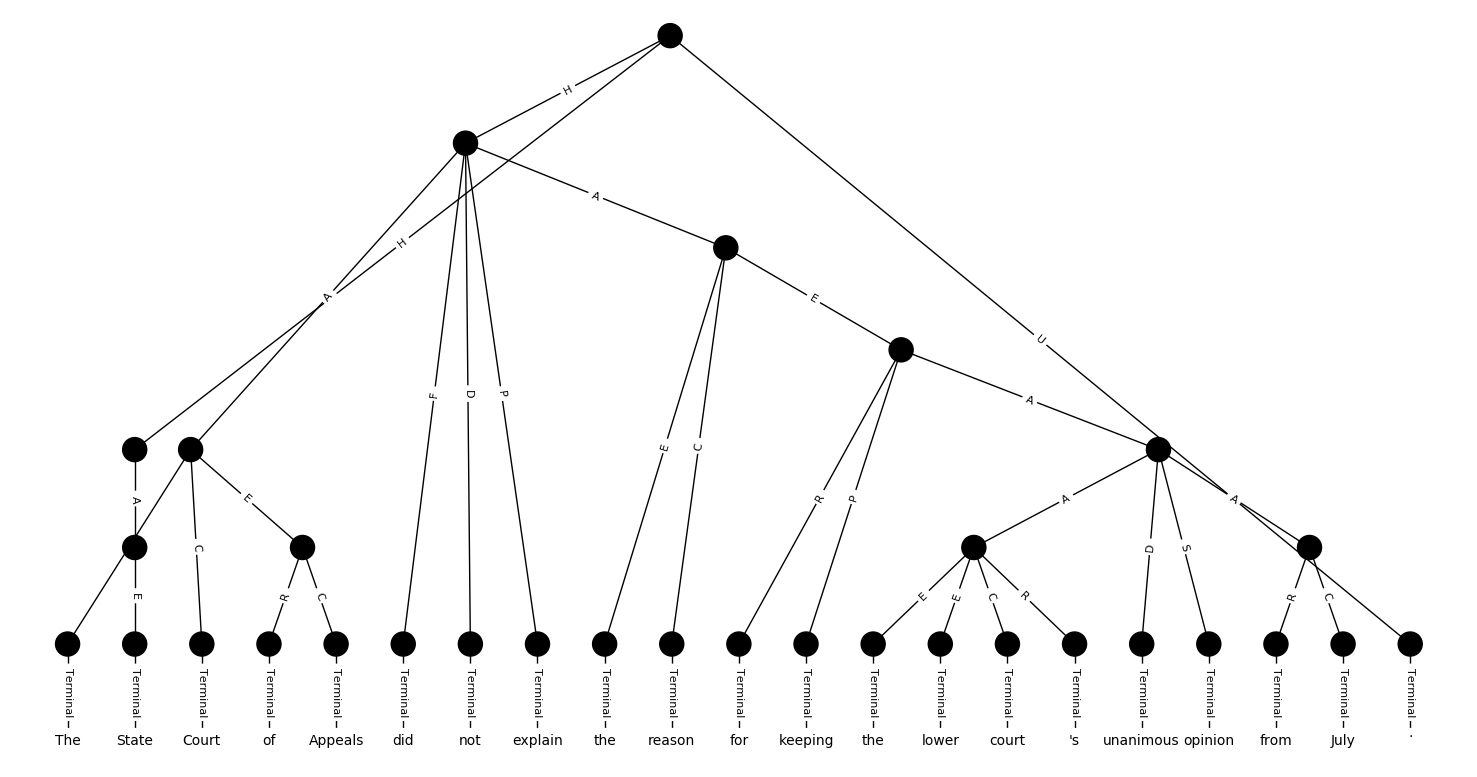 H
A
H
U
A
E
F
D
P
A
E
C
R
P
A
E
C
E
A
D
S
A
E
R
C
E
E
C
R
R
C
Terminal Terminal Terminal Terminal Terminal Terminal Terminal Terminal Terminal Terminal Terminal Terminal Terminal Terminal Terminal Terminal Terminal Terminal Terminal Terminal Terminal
The State Court of Appeals did not explain the reason for keeping the lower court 's unanimous opinion from July .